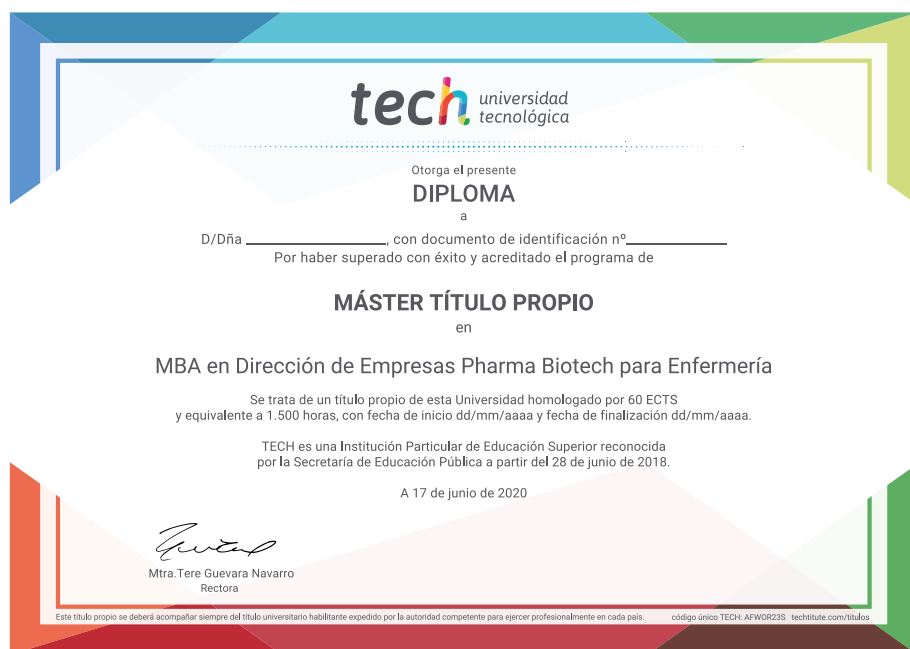 tech universidad
tecnológica
Otorga el presente
DIPLOMA
a
D/Dña ________________, con documento de identificación nº____________
Por haber superado con éxito y acreditado el programa de
MÁSTER TÍTULO PROPIO
en
MBA en Dirección de Empresas Pharma Biotech para Enfermería
Se trata de un título propio de esta Universidad homologado por 60 ECTS
y equivalente a 1.500 horas, con fecha de inicio dd/mm/aaaa y fecha de finalización dd/mm/aaaa.
TECH es una Institución Particular de Educación Superior reconocida
por la Secretaría de Educación Pública a partir del 28 de junio de 2018.
A 17 de junio de 2020
Mtra.Tere Guevara Navarro
Rectora
Este título propio se deberá acompañar siempre del título universitario habilitante expedido por la autoridad competente para ejercer profesionalmente en cada país. código único TECH: AFWOR23S techtitute.com/titulos